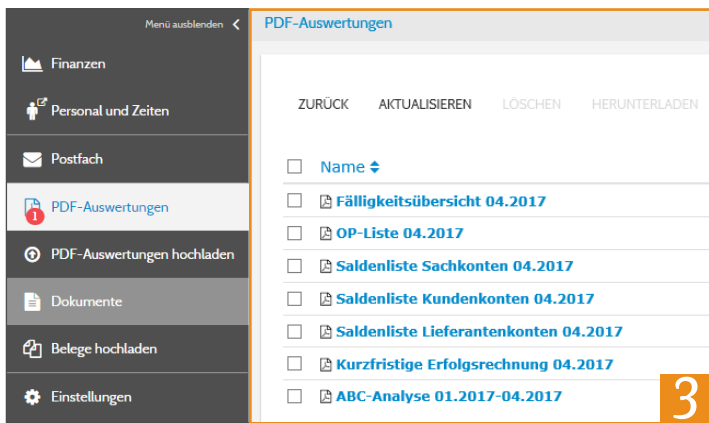 Menü ausblenden
Finanzen
Personal und Zeiten
Postfach
PDF-Auswertungen
1
PDF-Auswertungen hochladen
Dokumente
Belege hochladen
Einstellungen
PDF-Auswertungen
ZURÜCK AKTUALISIEREN LÖSCHEN HERUNTERLADEN
Name
Fälligkeitsübersicht 04.2017
OP-Liste 04.2017
Saldenliste Sachkonten 04.2017
Saldenliste Kundenkonten 04.2017
Saldenliste Lieferantenkonten 04.2017
Kurzfristige Erfolgsrechnung 04.2017
ABC-Analyse 01.2017-04.2017
3